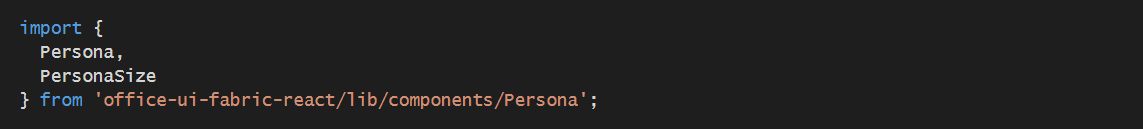 import {
  Persona,
  PersonaSize
} from 'office-ui-fabric-react/lib/components/Persona';